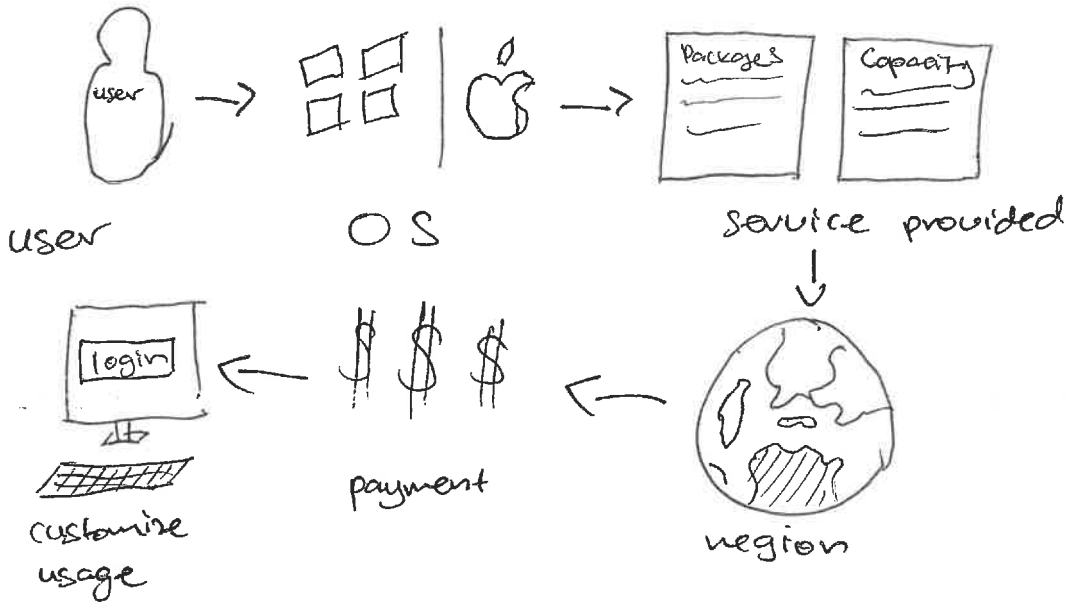 user
Packages
Capacity
user
OS
service provided
login
$ $ $
payment
region
customize
usage